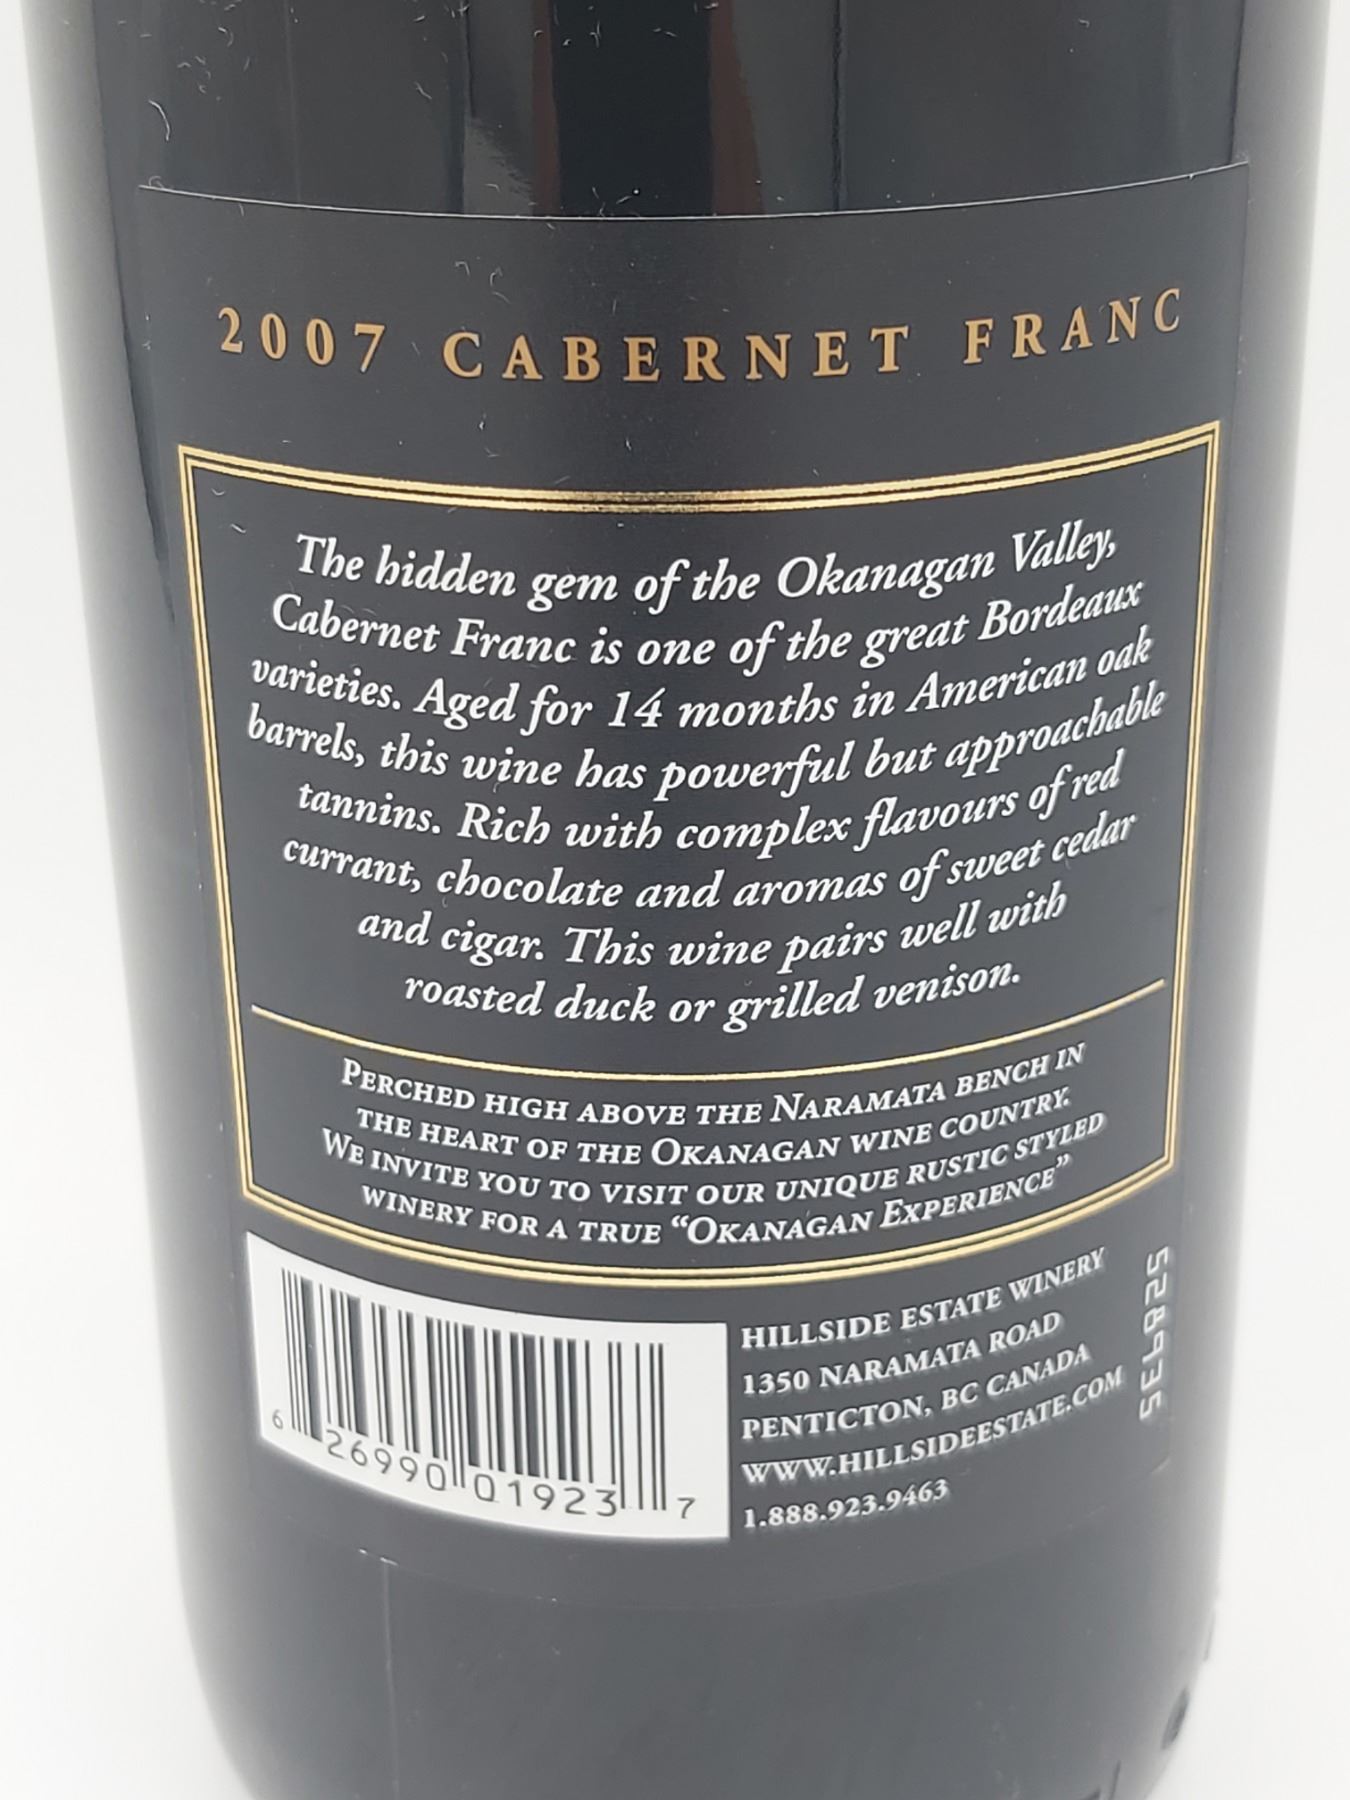 2007 CABERNET FRANC
The hidden gem of the Okanagan Valley,
Cabernet Franc is one of the great Bordeaux
varieties. Aged for 14 months in American oak
barrels, this wine has powerful but approachable
tannins. Rich with complex flavours of red
currant, chocolate and aromas of sweet cedar
and cigar. This wine pairs well with
roasted duck or grilled venison.
PERCHED HIGH ABOVE THE NARAMATA BENCH IN
THE HEART OF THE OKANAGAN WINE COUNTRY.
WE INVITE YOU TO VISIT OUR UNIQUE RUSTIC STYLED
WINERY FOR A TRUE “OKANAGAN EXPERIENCE”
6 26990 01923 7
HILLSIDE ESTATE WINERY
1350 NARAMATA ROAD
PENTICTON, BC CANADA
WWW.HILLSIDEESTATE.COM
1.888.923.9463
528935